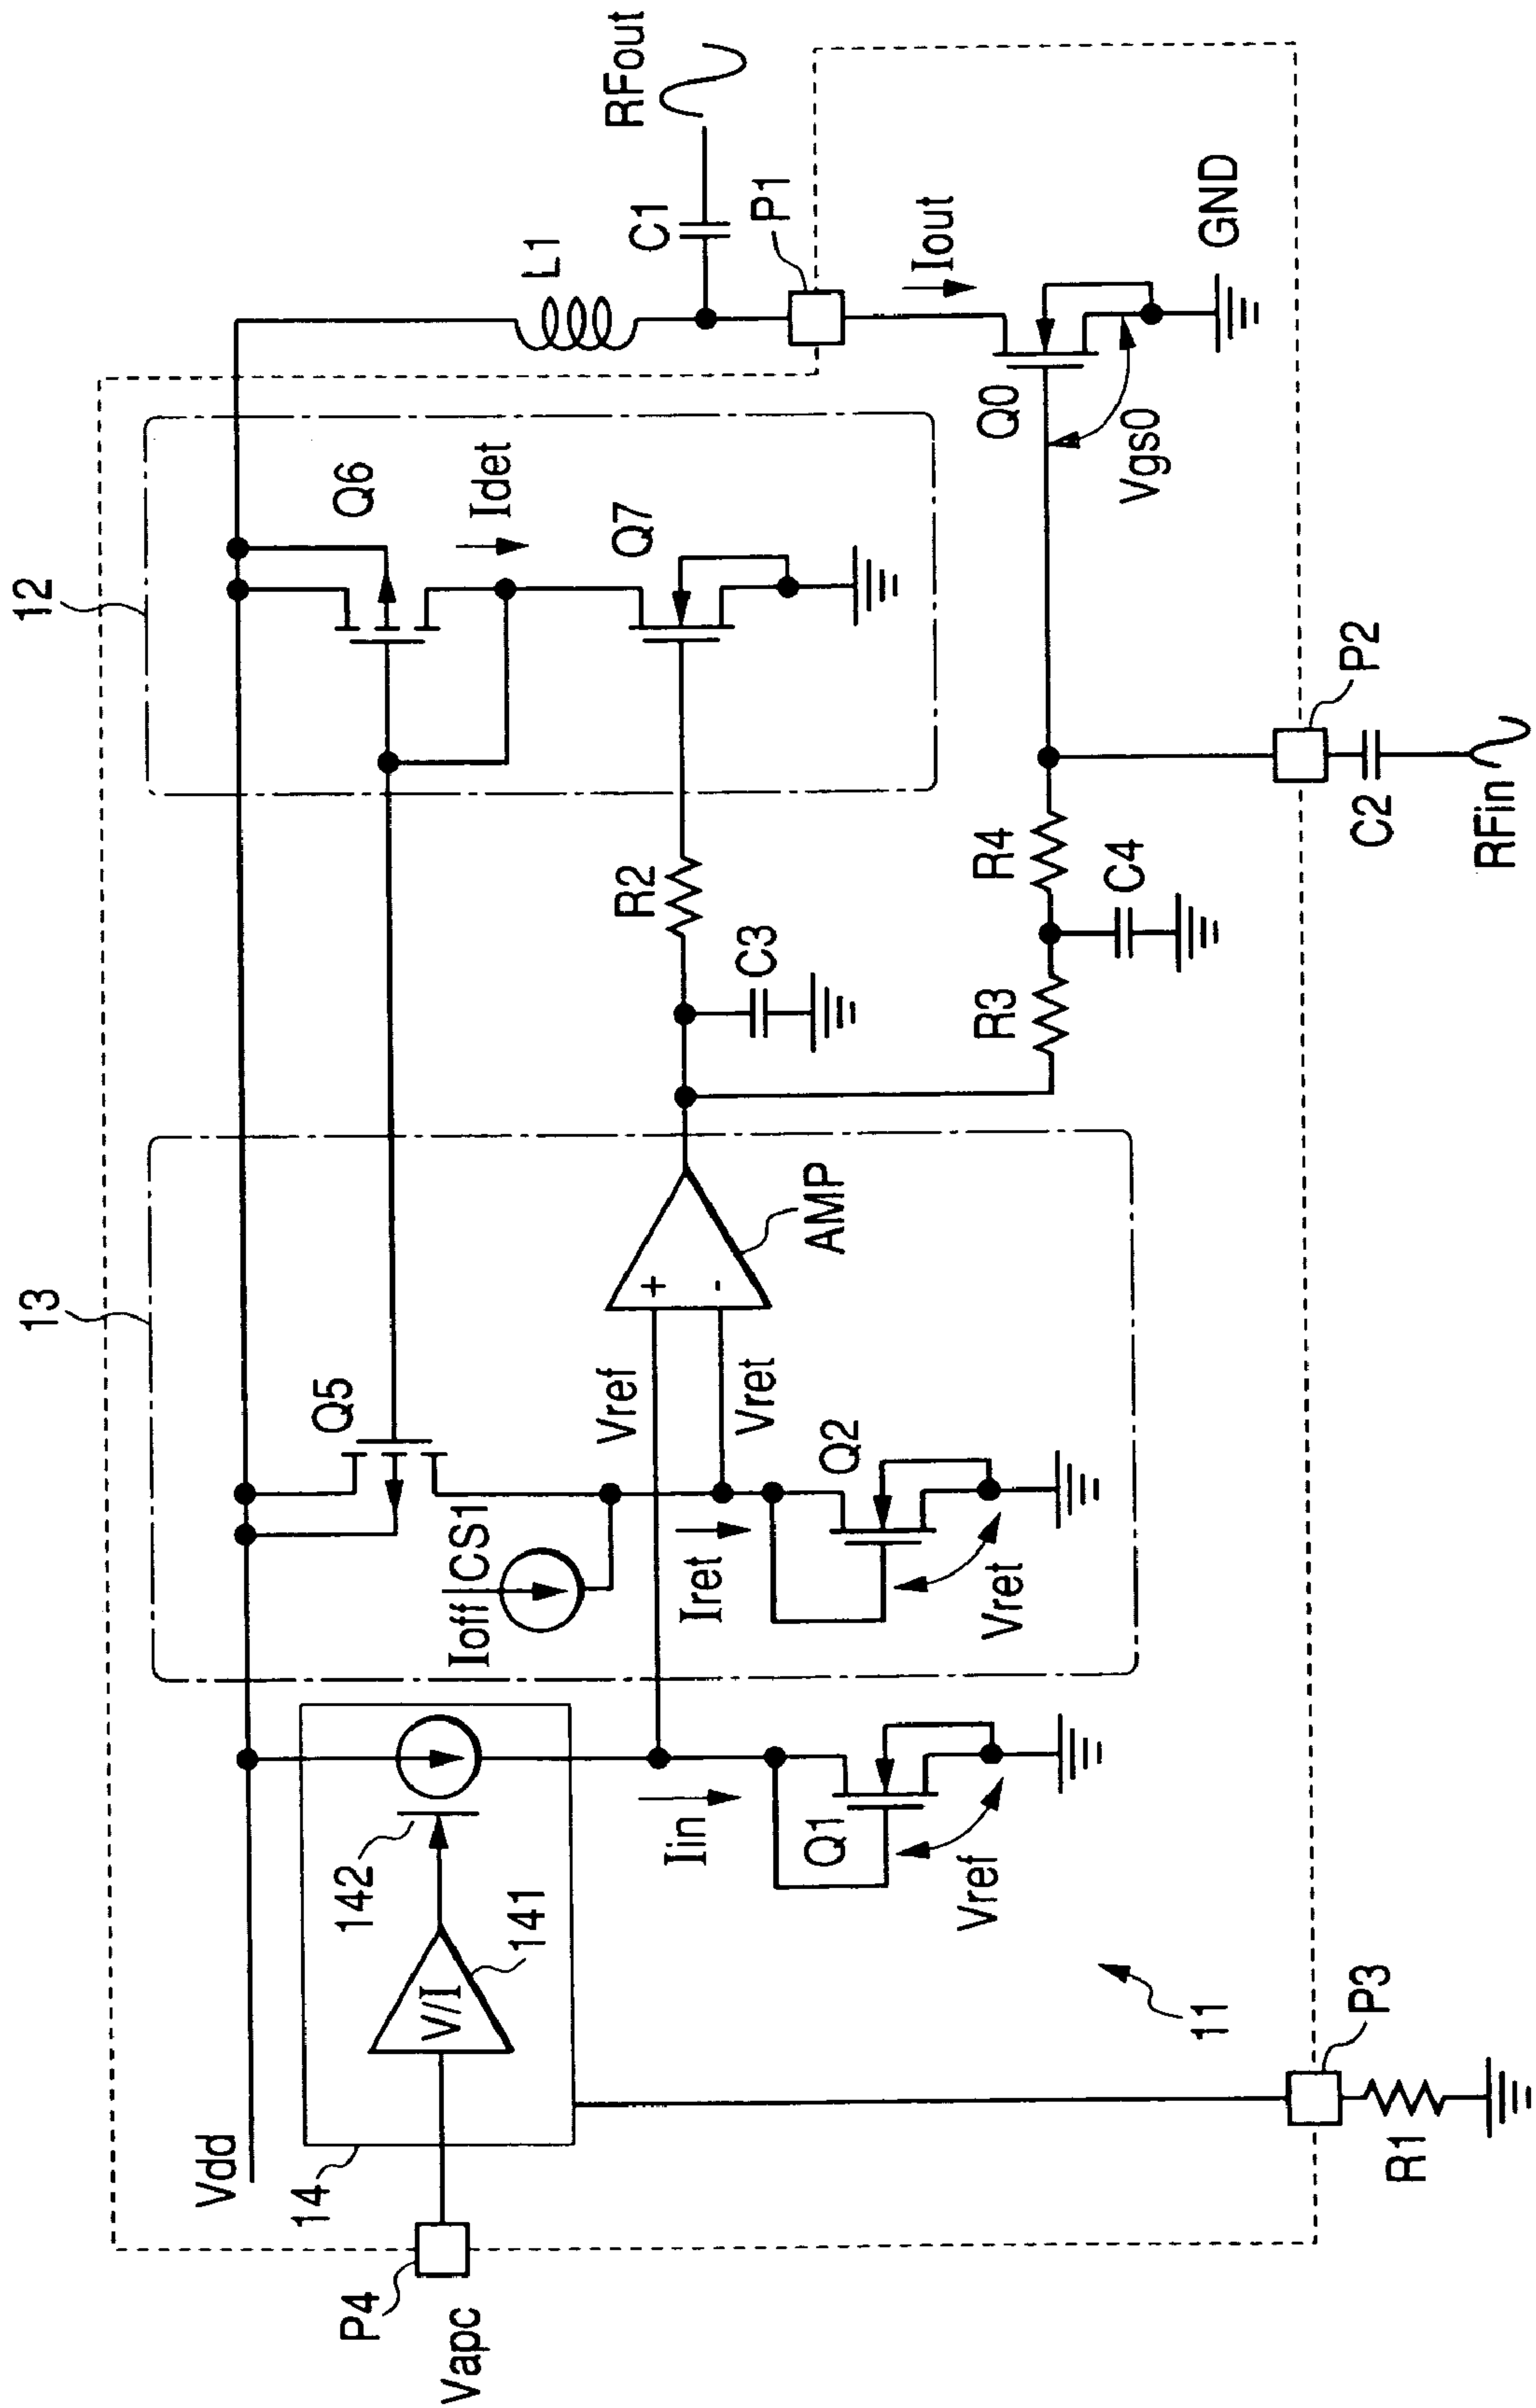 12
13
Vdd
14
P4
Vapc
V/I
141
142
Iin
Q1
Vref
11
P3
R1
Q5
Ioff
CS1
Iret
Vref
Vret
Q2
Vret
+
-
AMP
Q6
Idet
Q7
R2
C3
R3
R4
C4
P2
C2
RFin
L1
C1
RFout
P1
Iout
Q0
Vgs0
GND